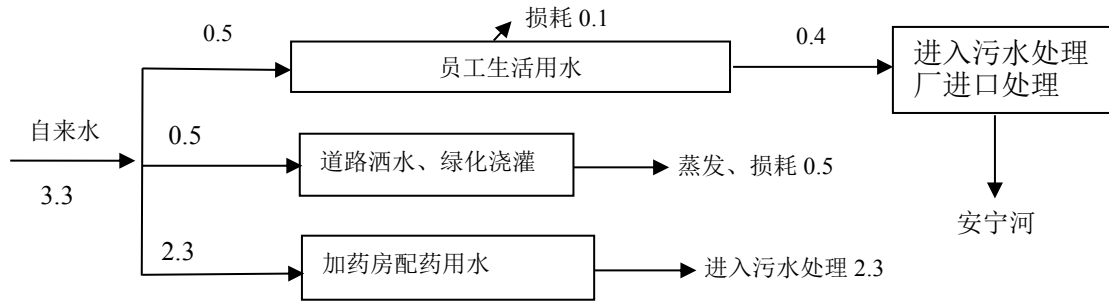 损耗 0.1
0.5
0.4
员工生活用水
进入污水处理
厂进口处理
自来水
0.5
道路洒水、绿化浇灌
蒸发、损耗 0.5
3.3
安宁河
2.3
加药房配药用水
进入污水处理 2.3